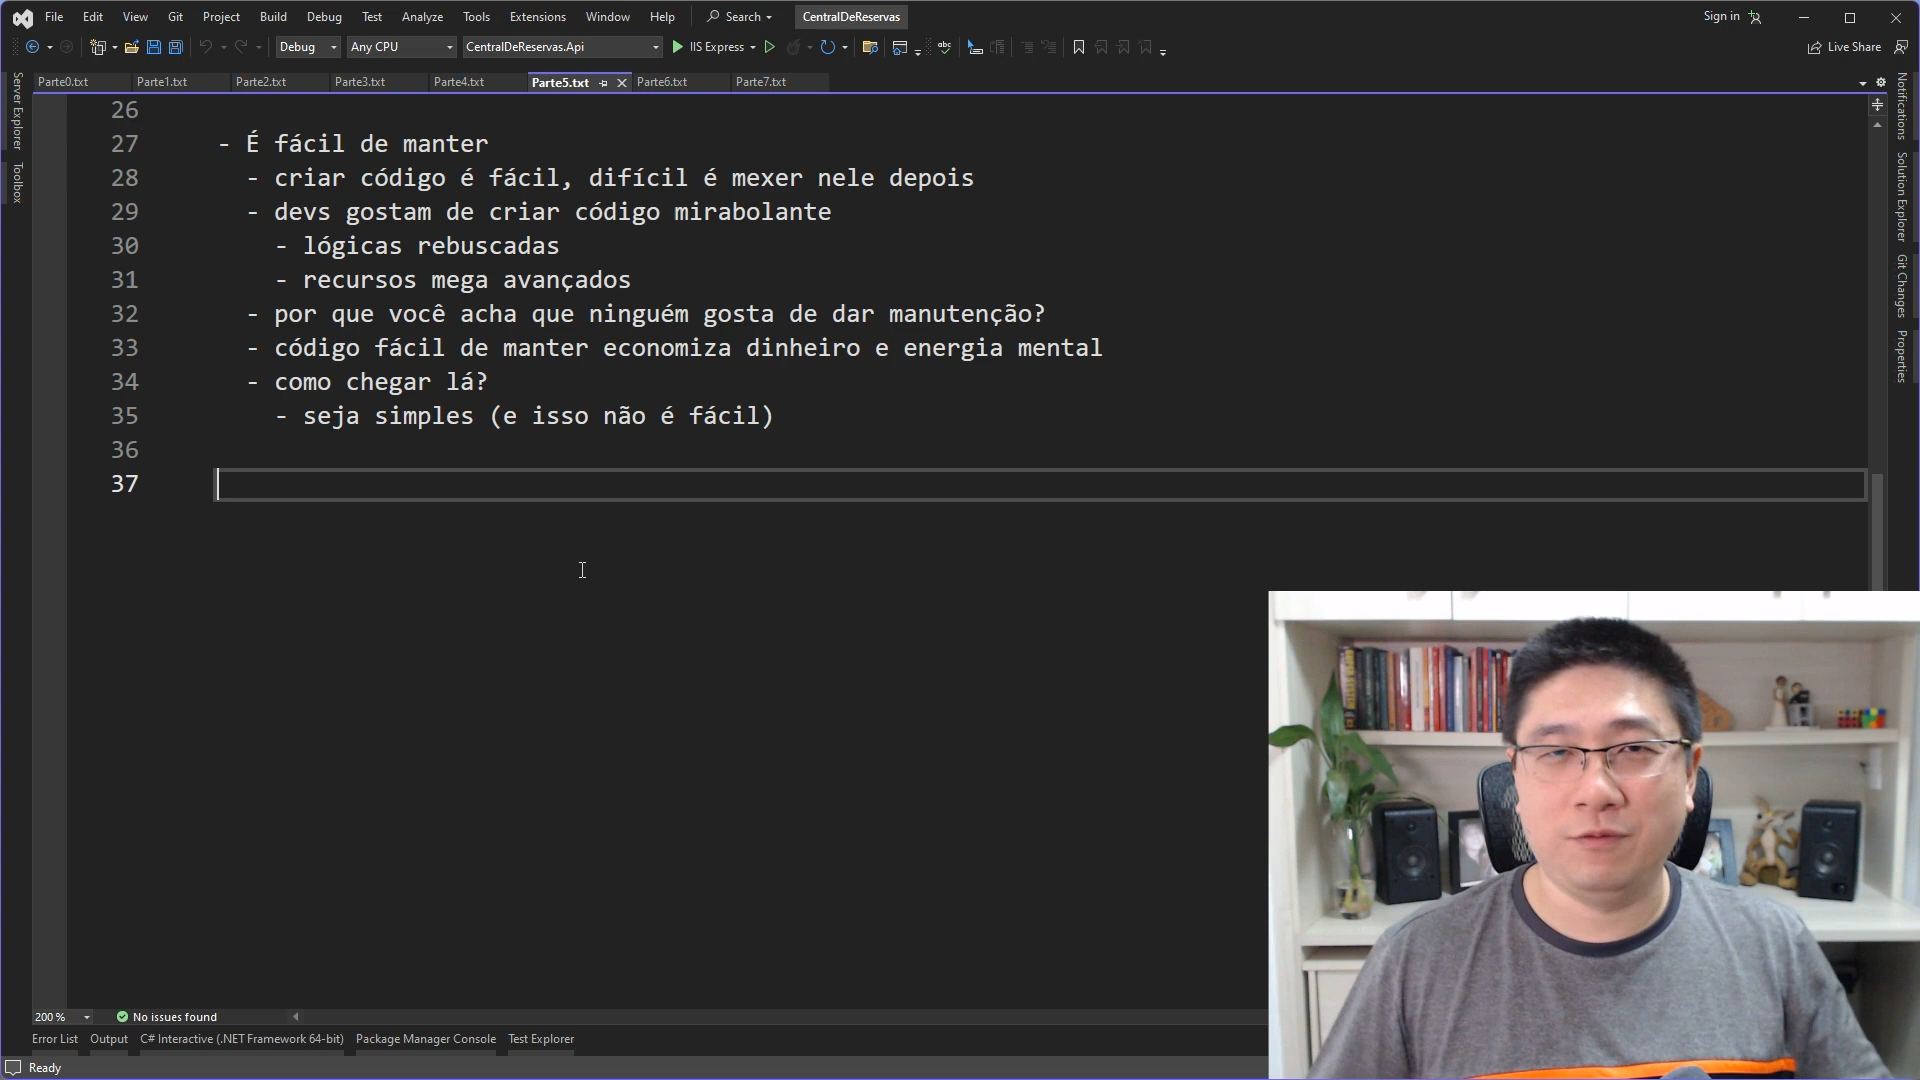 File Edit View Git Project Build Debug Test Analyze Tools Extensions Window Help Search CentralDeReservas Sign in
Debug Any CPU CentralDeReservas.Api IIS Express Live Share
Parte0.txt Parte1.txt Parte2.txt Parte3.txt Parte4.txt Parte5.txt Parte6.txt Parte7.txt
Server Explorer
Toolbox
Notifications
Solution Explorer
Git Changes
Properties
26
27 - É fácil de manter
28 - criar código é fácil, difícil é mexer nele depois
29 - devs gostam de criar código mirabolante
30 - lógicas rebuscadas
31 - recursos mega avançados
32 - por que você acha que ninguém gosta de dar manutenção?
33 - código fácil de manter economiza dinheiro e energia mental
34 - como chegar lá?
35 - seja simples (e isso não é fácil)
36
37
200 % No issues found
Error List Output C# Interactive (.NET Framework 64-bit) Package Manager Console Test Explorer
Ready